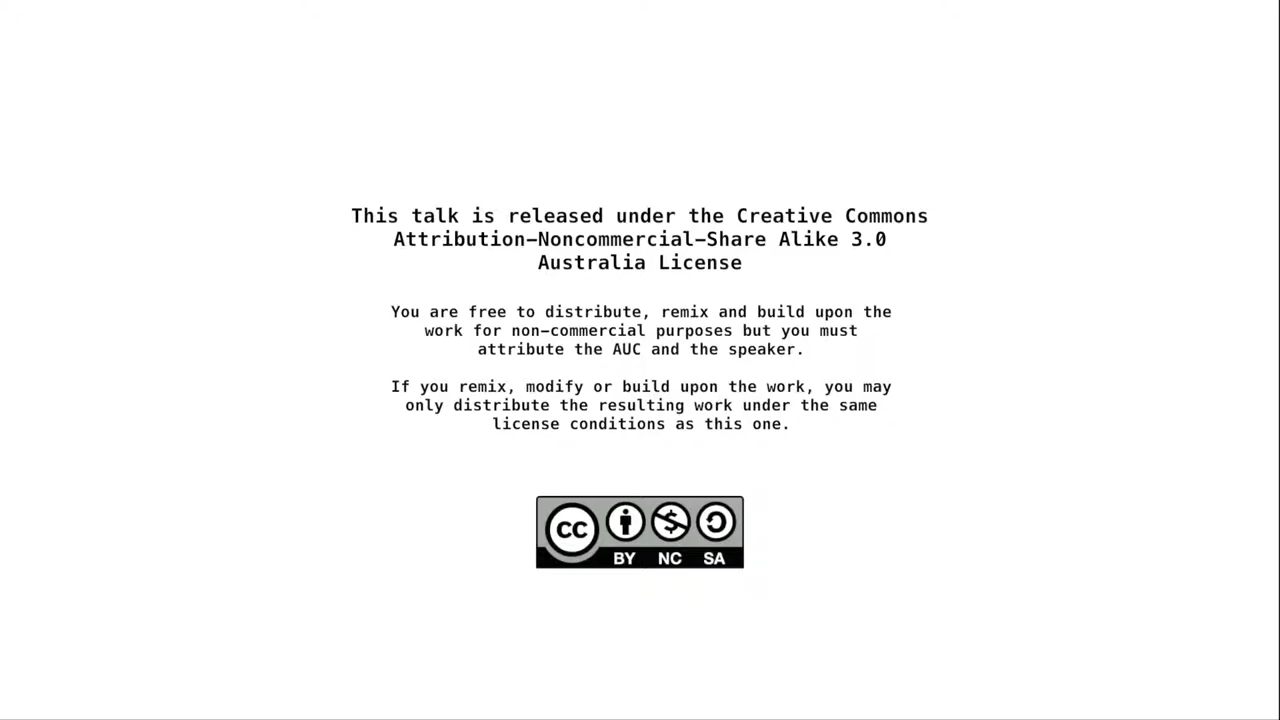 This talk is released under the Creative Commons
Attribution–Noncommercial–Share Alike 3.0
Australia License
You are free to distribute, remix and build upon the
work for non–commercial purposes but you must
attribute the AUC and the speaker.
If you remix, modify or build upon the work, you may
only distribute the resulting work under the same
license conditions as this one.
CC
BY NC SA